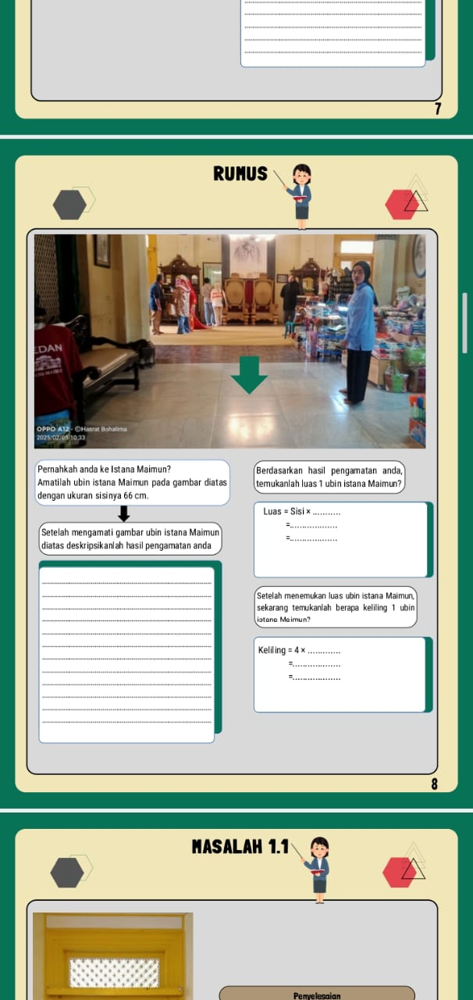 7
RUMUS
EDAN
OPPO A12 · ©Hasrat Bohalima
2025/02/05 10:33
Pernahkah anda ke Istana Maimun?
Amatilah ubin istana Maimun pada gambar diatas
dengan ukuran sisinya 66 cm.
Setelah mengamati gambar ubin istana Maimun
diatas deskripsikanlah hasil pengamatan anda
Berdasarkan hasil pengamatan anda,
temukanlah luas 1 ubin istana Maimun?
Luas = Sisi × ...........
=...................
=...................
Setelah menemukan luas ubin istana Maimun,
sekarang temukanlah berapa keliling 1 ubin
istana Maimun?
Keliling = 4 × .............
=...................
=...................
8
MASALAH 1.1
Penyelesaian